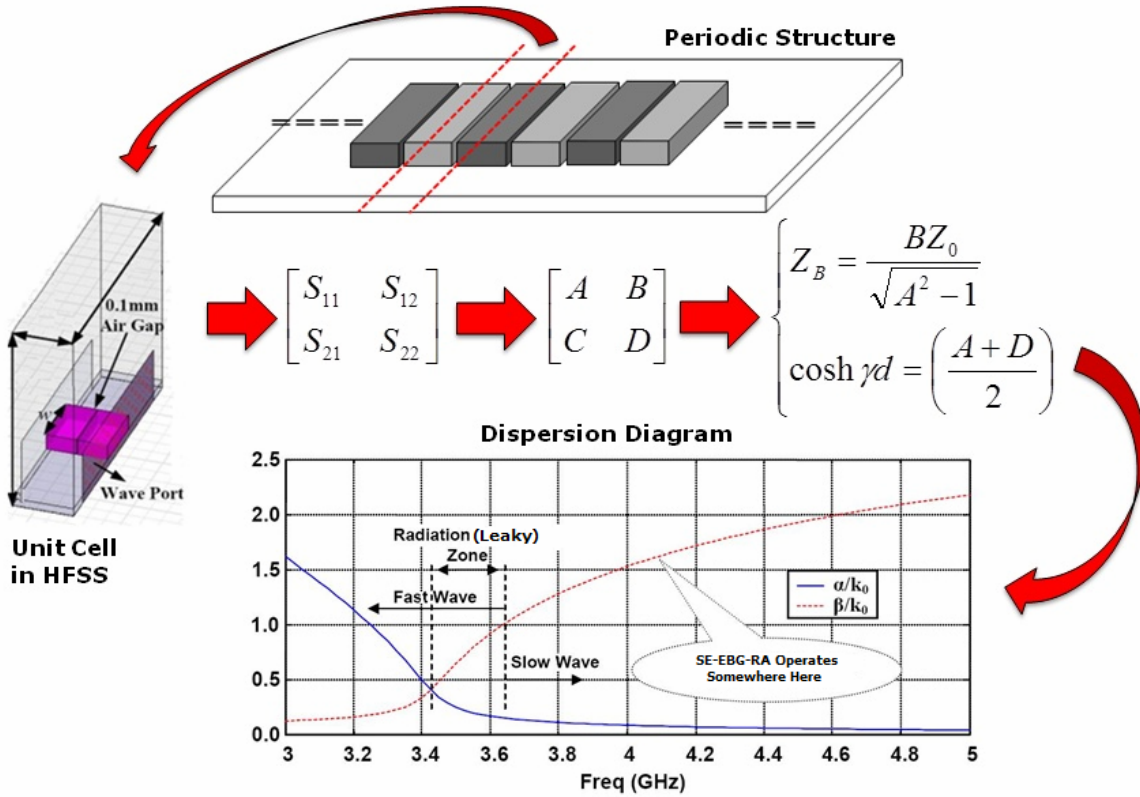 Periodic Structure
====
====
0.1mm
Air Gap
w
Wave Port
Unit Cell
in HFSS
S11 S12
S21 S22
A B
C D
Z_B = BZ_0 / √(A² − 1)
cosh γd = ((A + D) / 2)
Dispersion Diagram
2.5
2.0
1.5
1.0
0.5
0.0
Radiation (Leaky)
Zone
Fast Wave
Slow Wave
α/k0
β/k0
SE-EBG-RA Operates
Somewhere Here
3 3.2 3.4 3.6 3.8 4 4.2 4.4 4.6 4.8 5
Freq (GHz)